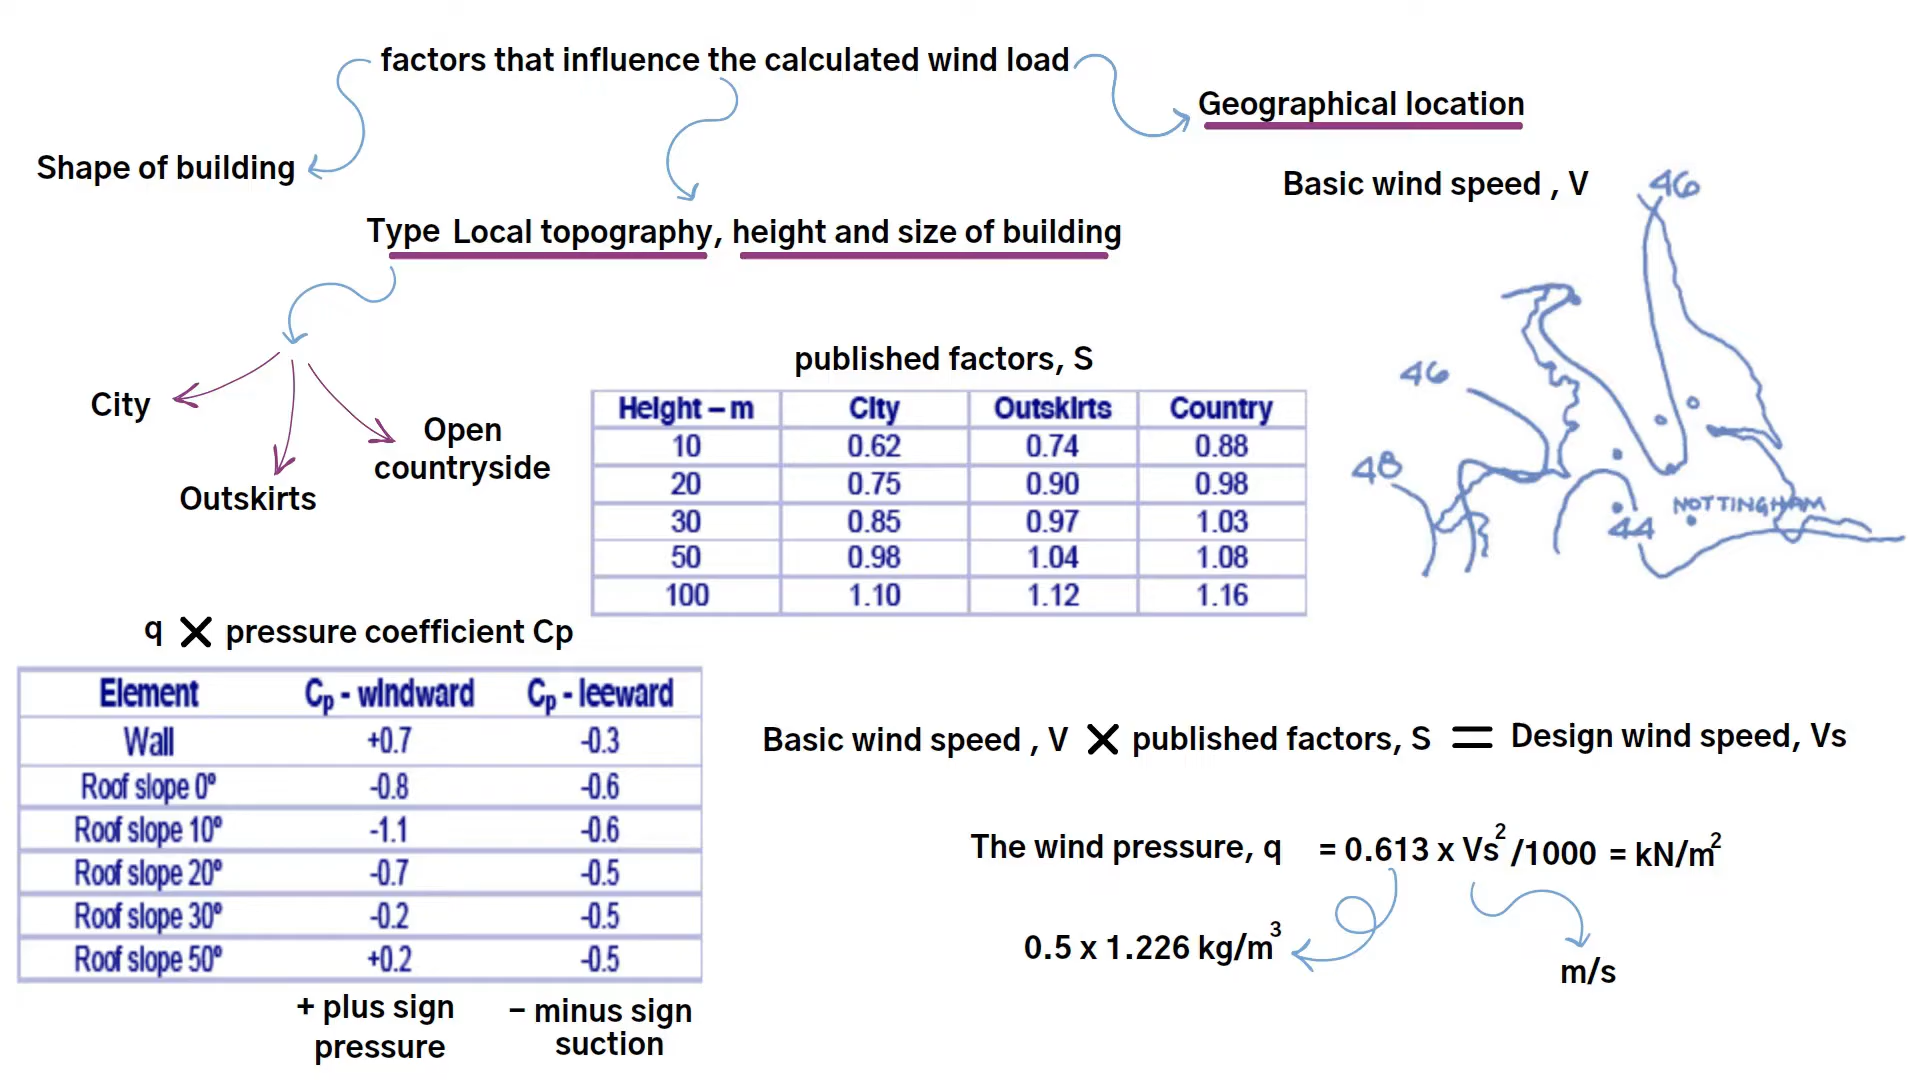 factors that influence the calculated wind load
Geographical location
Shape of building
Basic wind speed , V
46
Type Local topography, height and size of building
46
48
NOTTINGHAM
44
City
Outskirts
Open
countryside
published factors, S
Height – m City Outskirts Country
10 0.62 0.74 0.88
20 0.75 0.90 0.98
30 0.85 0.97 1.03
50 0.98 1.04 1.08
100 1.10 1.12 1.16
q × pressure coefficient Cp
Element Cp - windward Cp - leeward
Wall +0.7 -0.3
Roof slope 0º -0.8 -0.6
Roof slope 10º -1.1 -0.6
Roof slope 20º -0.7 -0.5
Roof slope 30º -0.2 -0.5
Roof slope 50º +0.2 -0.5
+ plus sign
pressure
– minus sign
suction
Basic wind speed , V × published factors, S = Design wind speed, Vs
The wind pressure, q = 0.613 x Vs² /1000 = kN/m²
0.5 x 1.226 kg/m³
m/s